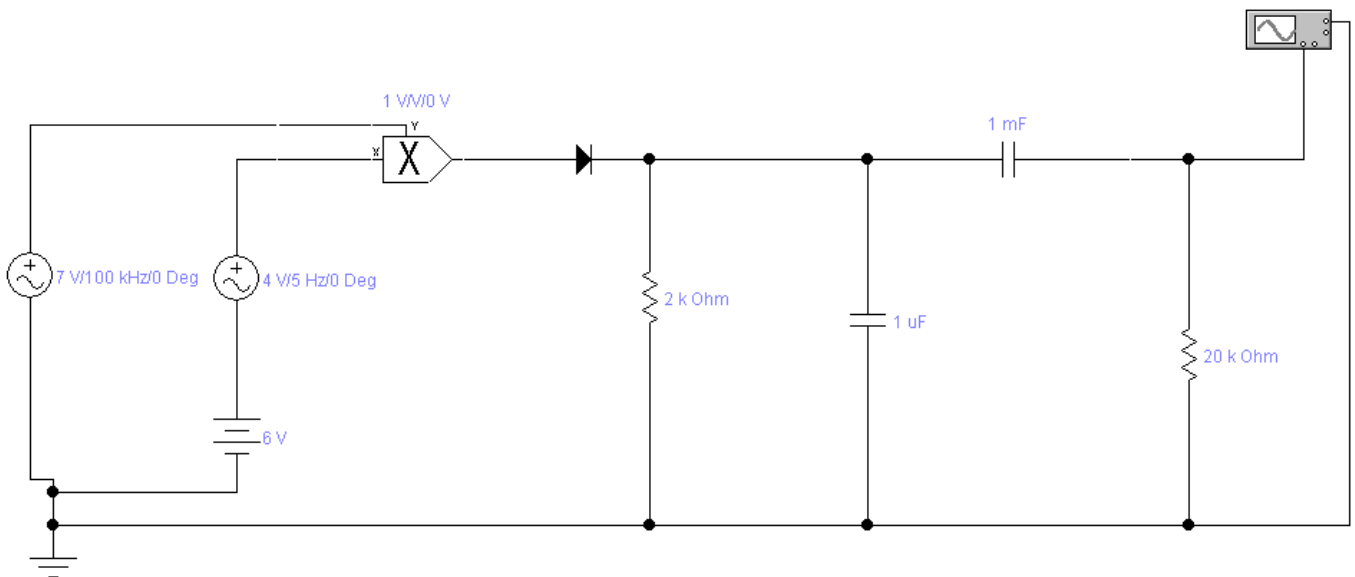 1 V/V/0 V
Y
X
X
1 mF
7 V/100 kHz/0 Deg
4 V/5 Hz/0 Deg
2 k Ohm
1 uF
20 k Ohm
6 V